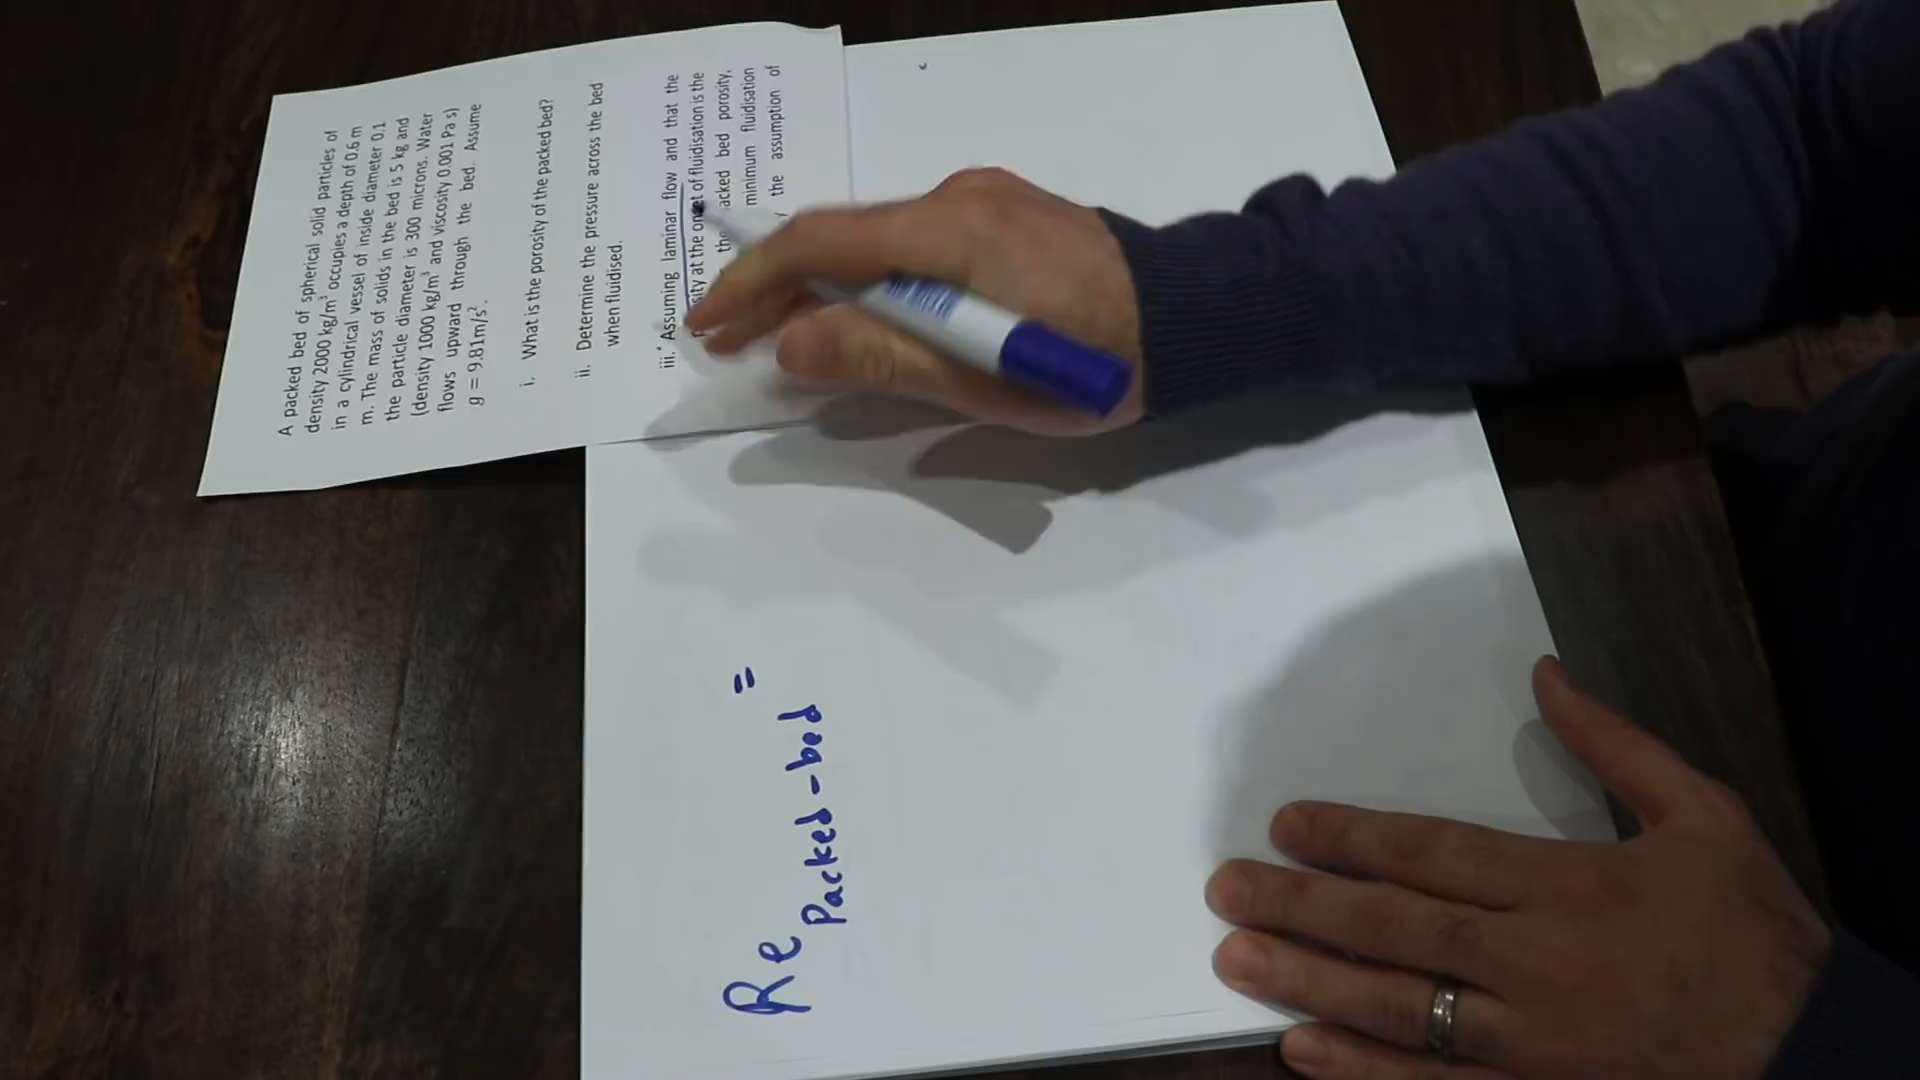 A packed bed of spherical solid particles of
density 2000 kg/m³ occupies a depth of 0.6 m
in a cylindrical vessel of inside diameter 0.1
m. The mass of solids in the bed is 5 kg and
the particle diameter is 300 microns. Water
(density 1000 kg/m³ and viscosity 0.001 Pa s)
flows upward through the bed. Assume
g = 9.81m/s².
i. What is the porosity of the packed bed?
ii. Determine the pressure across the bed
when fluidised.
iii. Assuming laminar flow and that the
at the onset of fluidisation is the
bed porosity,
minimum fluidisation
the assumption of
Re Packed-bed =